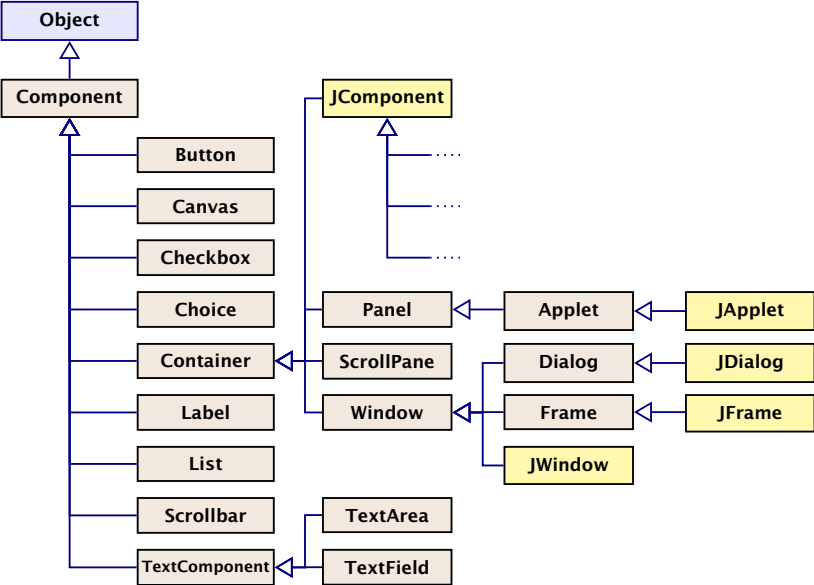 Object
Component
JComponent
Button
Canvas
Checkbox
Choice
Panel
Applet
JApplet
Container
ScrollPane
Dialog
JDialog
Label
Window
Frame
JFrame
List
JWindow
Scrollbar
TextArea
TextComponent
TextField